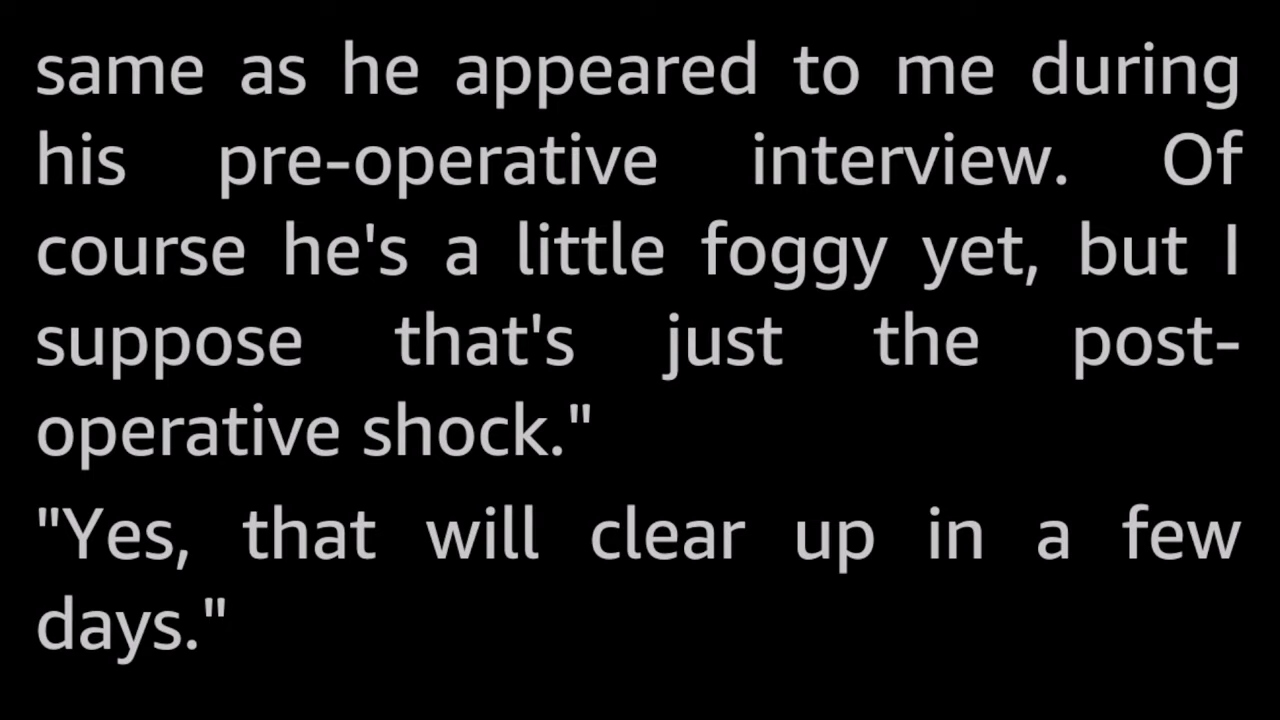 same as he appeared to me during
his pre-operative interview. Of
course he's a little foggy yet, but I
suppose that's just the post-
operative shock."
"Yes, that will clear up in a few
days."